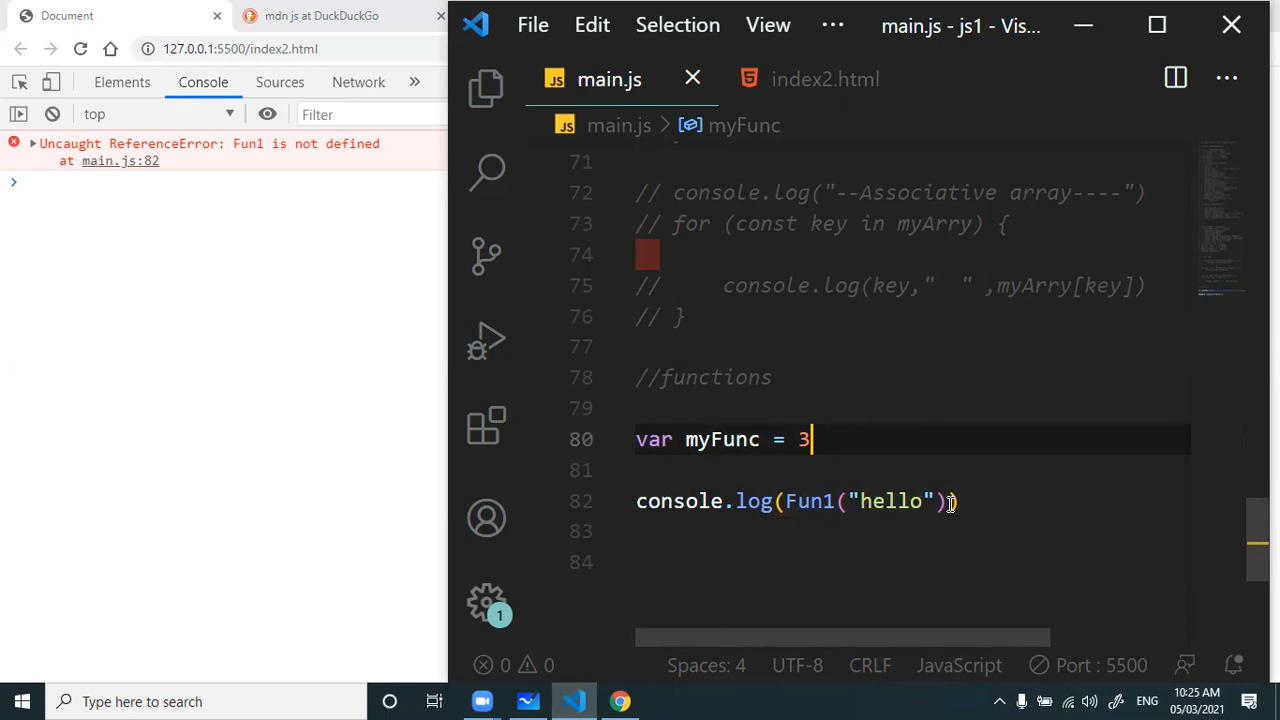 Document
mdn js at DuckDuckGo
127.0.0.1:5500/index2.html
Elements Console Sources Network »
top Filter
Uncaught ReferenceError: Fun1 is not defined
at main.js:82
File Edit Selection View ··· main.js - js1 - Vis...
JS main.js index2.html
JS main.js > myFunc
71
72 // console.log("--Associative array----")
73 // for (const key in myArry) {
74
75 //     console.log(key,"  " ,myArry[key])
76 // }
77
78 //functions
79
80 var myFunc = 3
81
82 console.log(Fun1("hello"))
83
84
1
0 0 Spaces: 4 UTF-8 CRLF JavaScript Port : 5500
Type here to search
ENG
10:25 AM
05/03/2021